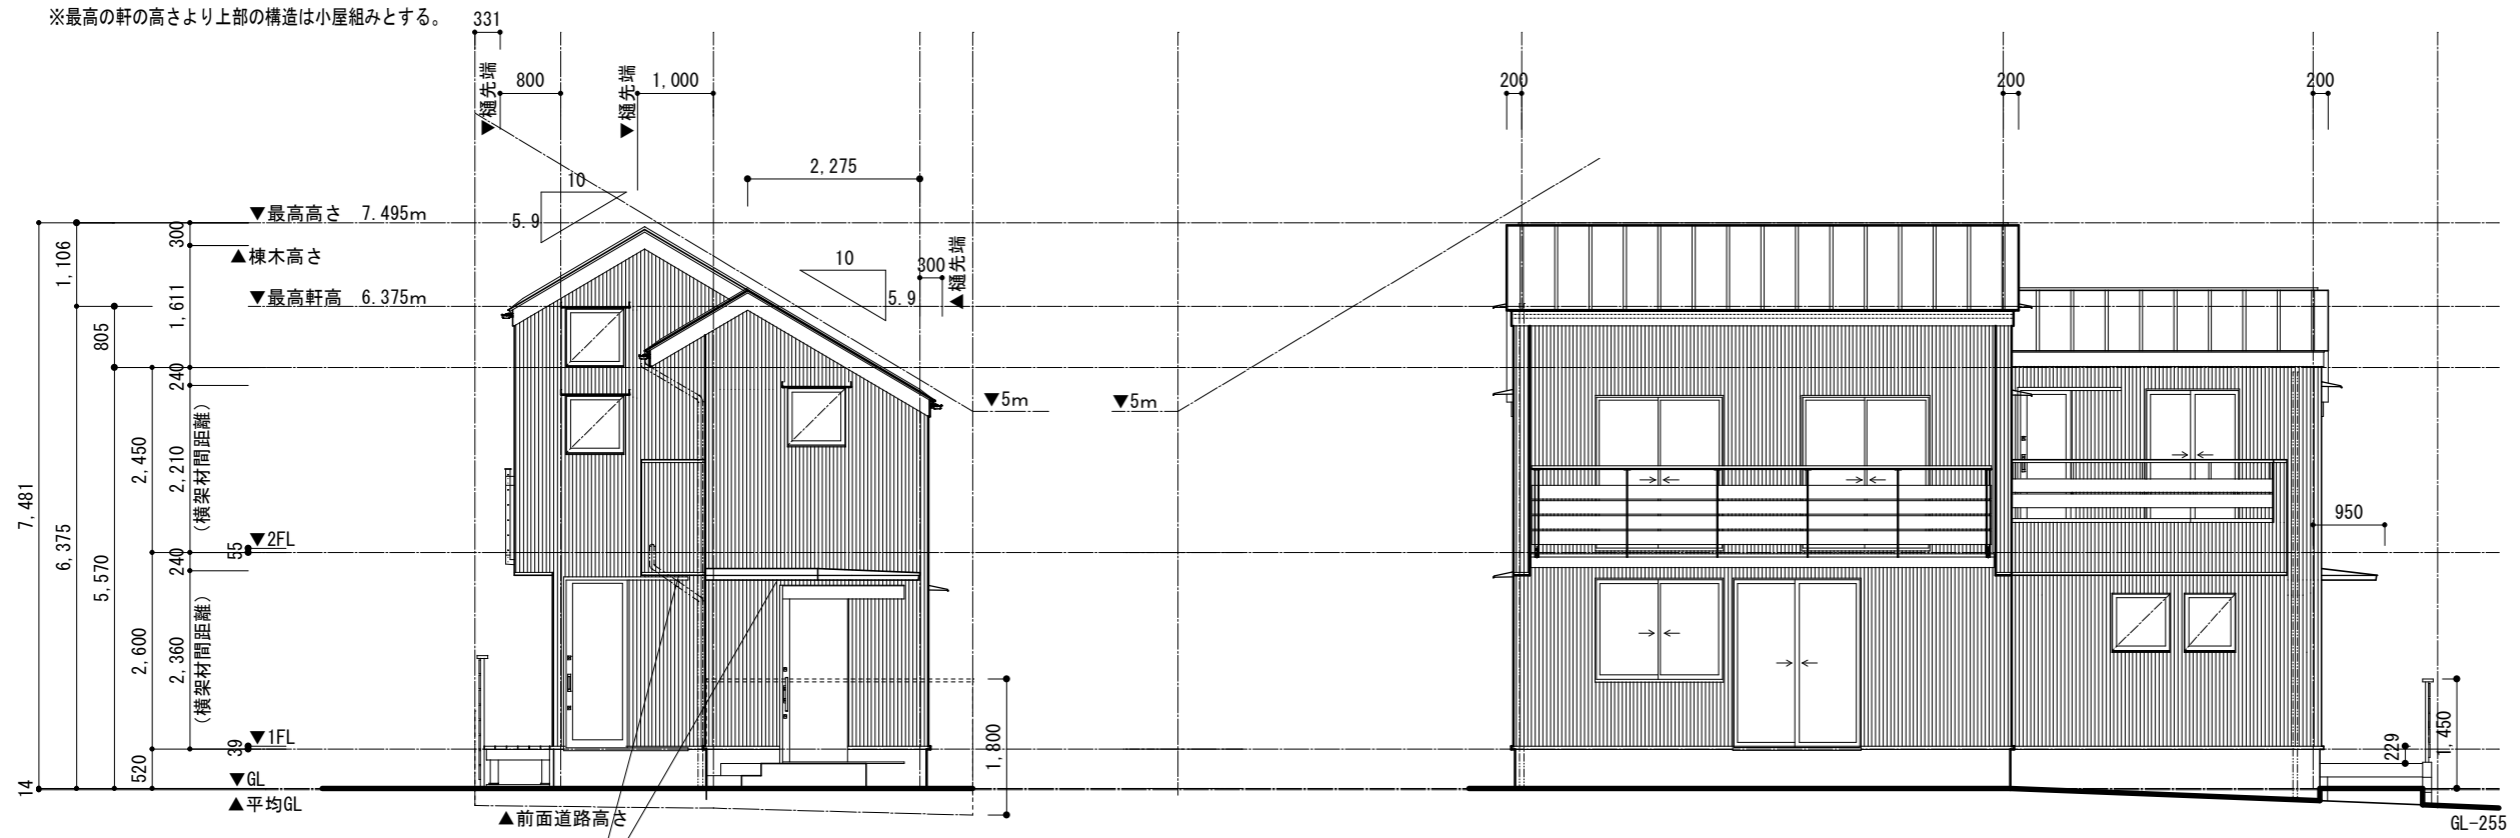 ※最高の軒の高さより上部の構造は小屋組みとする。
331
▼樋先端
800
▼樋先端
1,000
200
200
200
2,275
10
5.9
10
5.9
300
▲樋先端
▼最高高さ 7.495m
▲棟木高さ
▼最高軒高 6.375m
300
1,106
1,611
805
240
▼5m
▼5m
2,450
2,210
(横架材間距離)
7,481
6,375
5,570
▼2FL
55
240
950
2,600
2,360
(横架材間距離)
▼1FL
39
520
1,800
1,450
229
14
▼GL
▲平均GL
▲前面道路高さ
GL-255